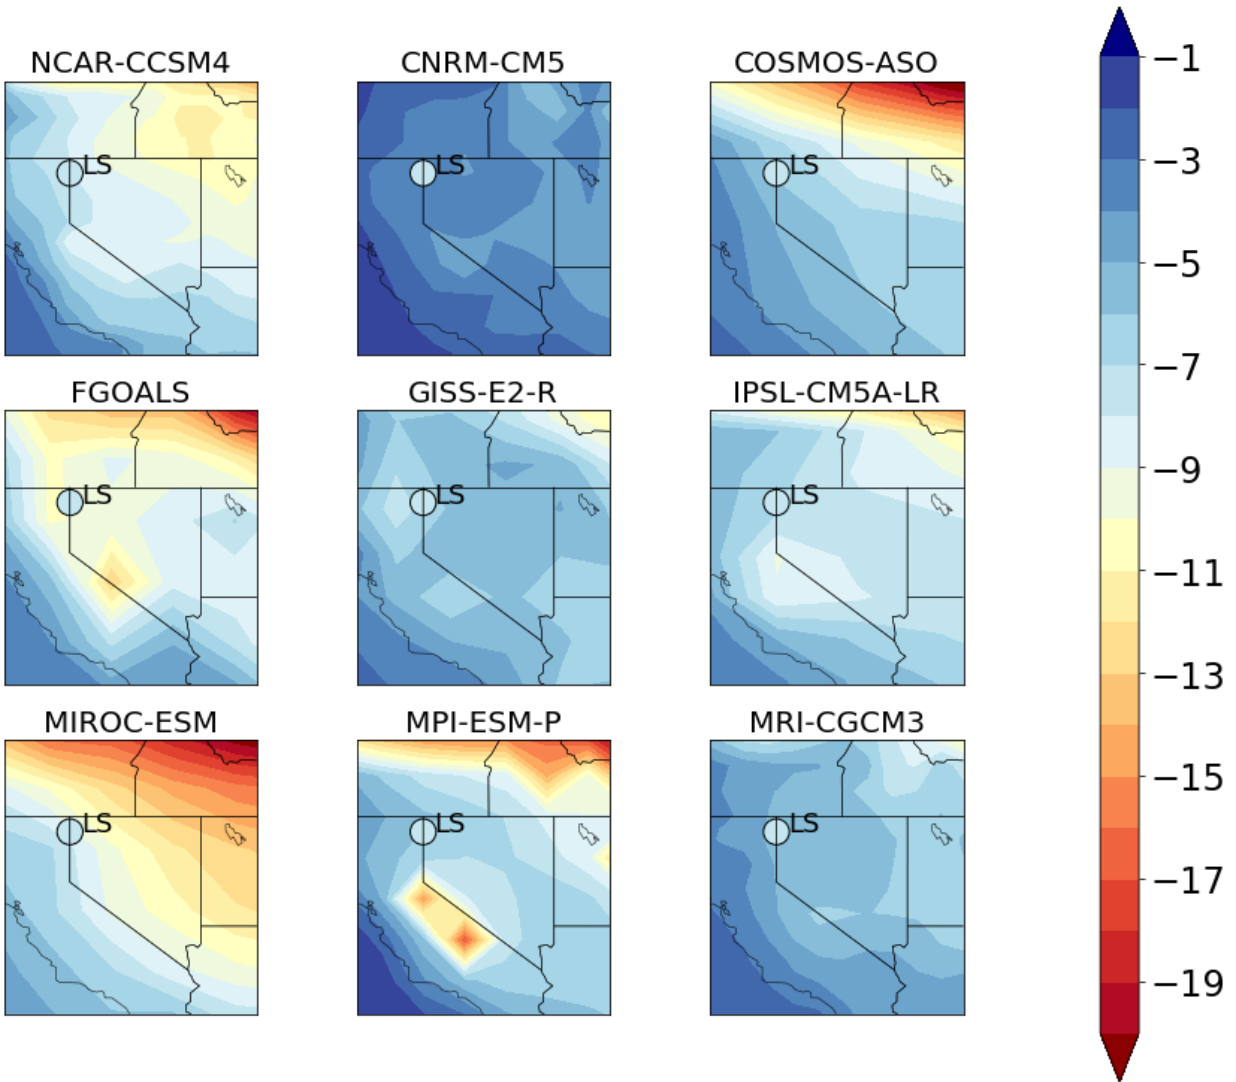 NCAR-CCSM4
CNRM-CM5
COSMOS-ASO
LS
LS
LS
FGOALS
GISS-E2-R
IPSL-CM5A-LR
LS
LS
LS
MIROC-ESM
MPI-ESM-P
MRI-CGCM3
LS
LS
LS
−1
−3
−5
−7
−9
−11
−13
−15
−17
−19